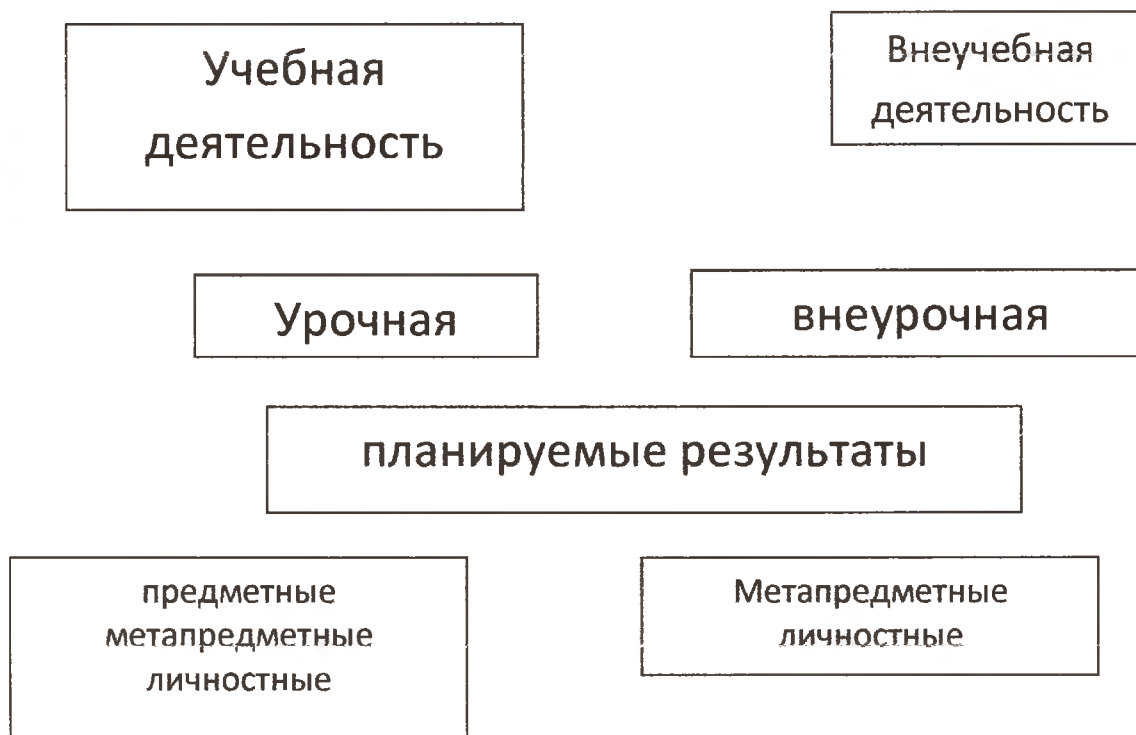 Учебная
деятельность
Внеучебная
деятельность
Урочная
внеурочная
планируемые результаты
предметные
метапредметные
личностные
Метапредметные
личностные